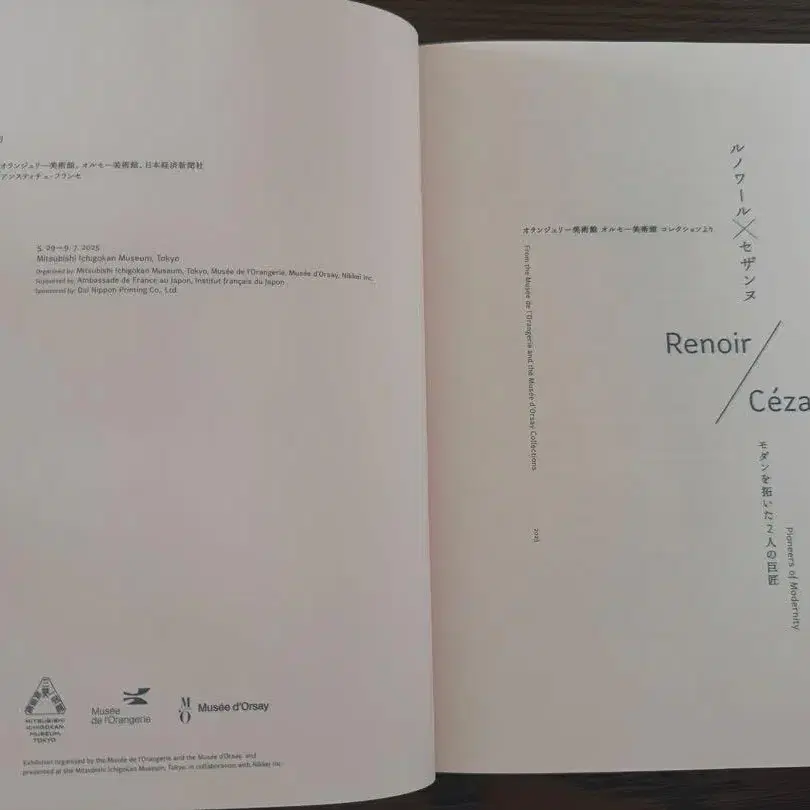 オランジュリー美術館、オルセー美術館、日本経済新聞社
アンスティチュ・フランセ
5. 29—9. 7. 2025
Mitsubishi Ichigokan Museum, Tokyo
Organized by Mitsubishi Ichigokan Museum, Tokyo, Musée de l'Orangerie, Musée d'Orsay, Nikkei Inc.
Supported by Ambassade de France au Japon, Institut français du Japon
Sponsored by Dai Nippon Printing Co., Ltd.
MITSUBISHI
ICHIGOKAN
MUSEUM,
TOKYO
Musée
de l'Orangerie
M
O
Musée d'Orsay
Exhibition organized by the Musée de l'Orangerie and the Musée d'Orsay, and
presented at the Mitsubishi Ichigokan Museum, Tokyo, in collaboration with Nikkei Inc.
ルノワール×セザンヌ
オランジュリー美術館 オルセー美術館 コレクションより
From the Musée de l'Orangerie and the Musée d'Orsay Collections
2025
Renoir/
Céza
モダンを拓いた2人の巨匠
Pioneers of Modernity